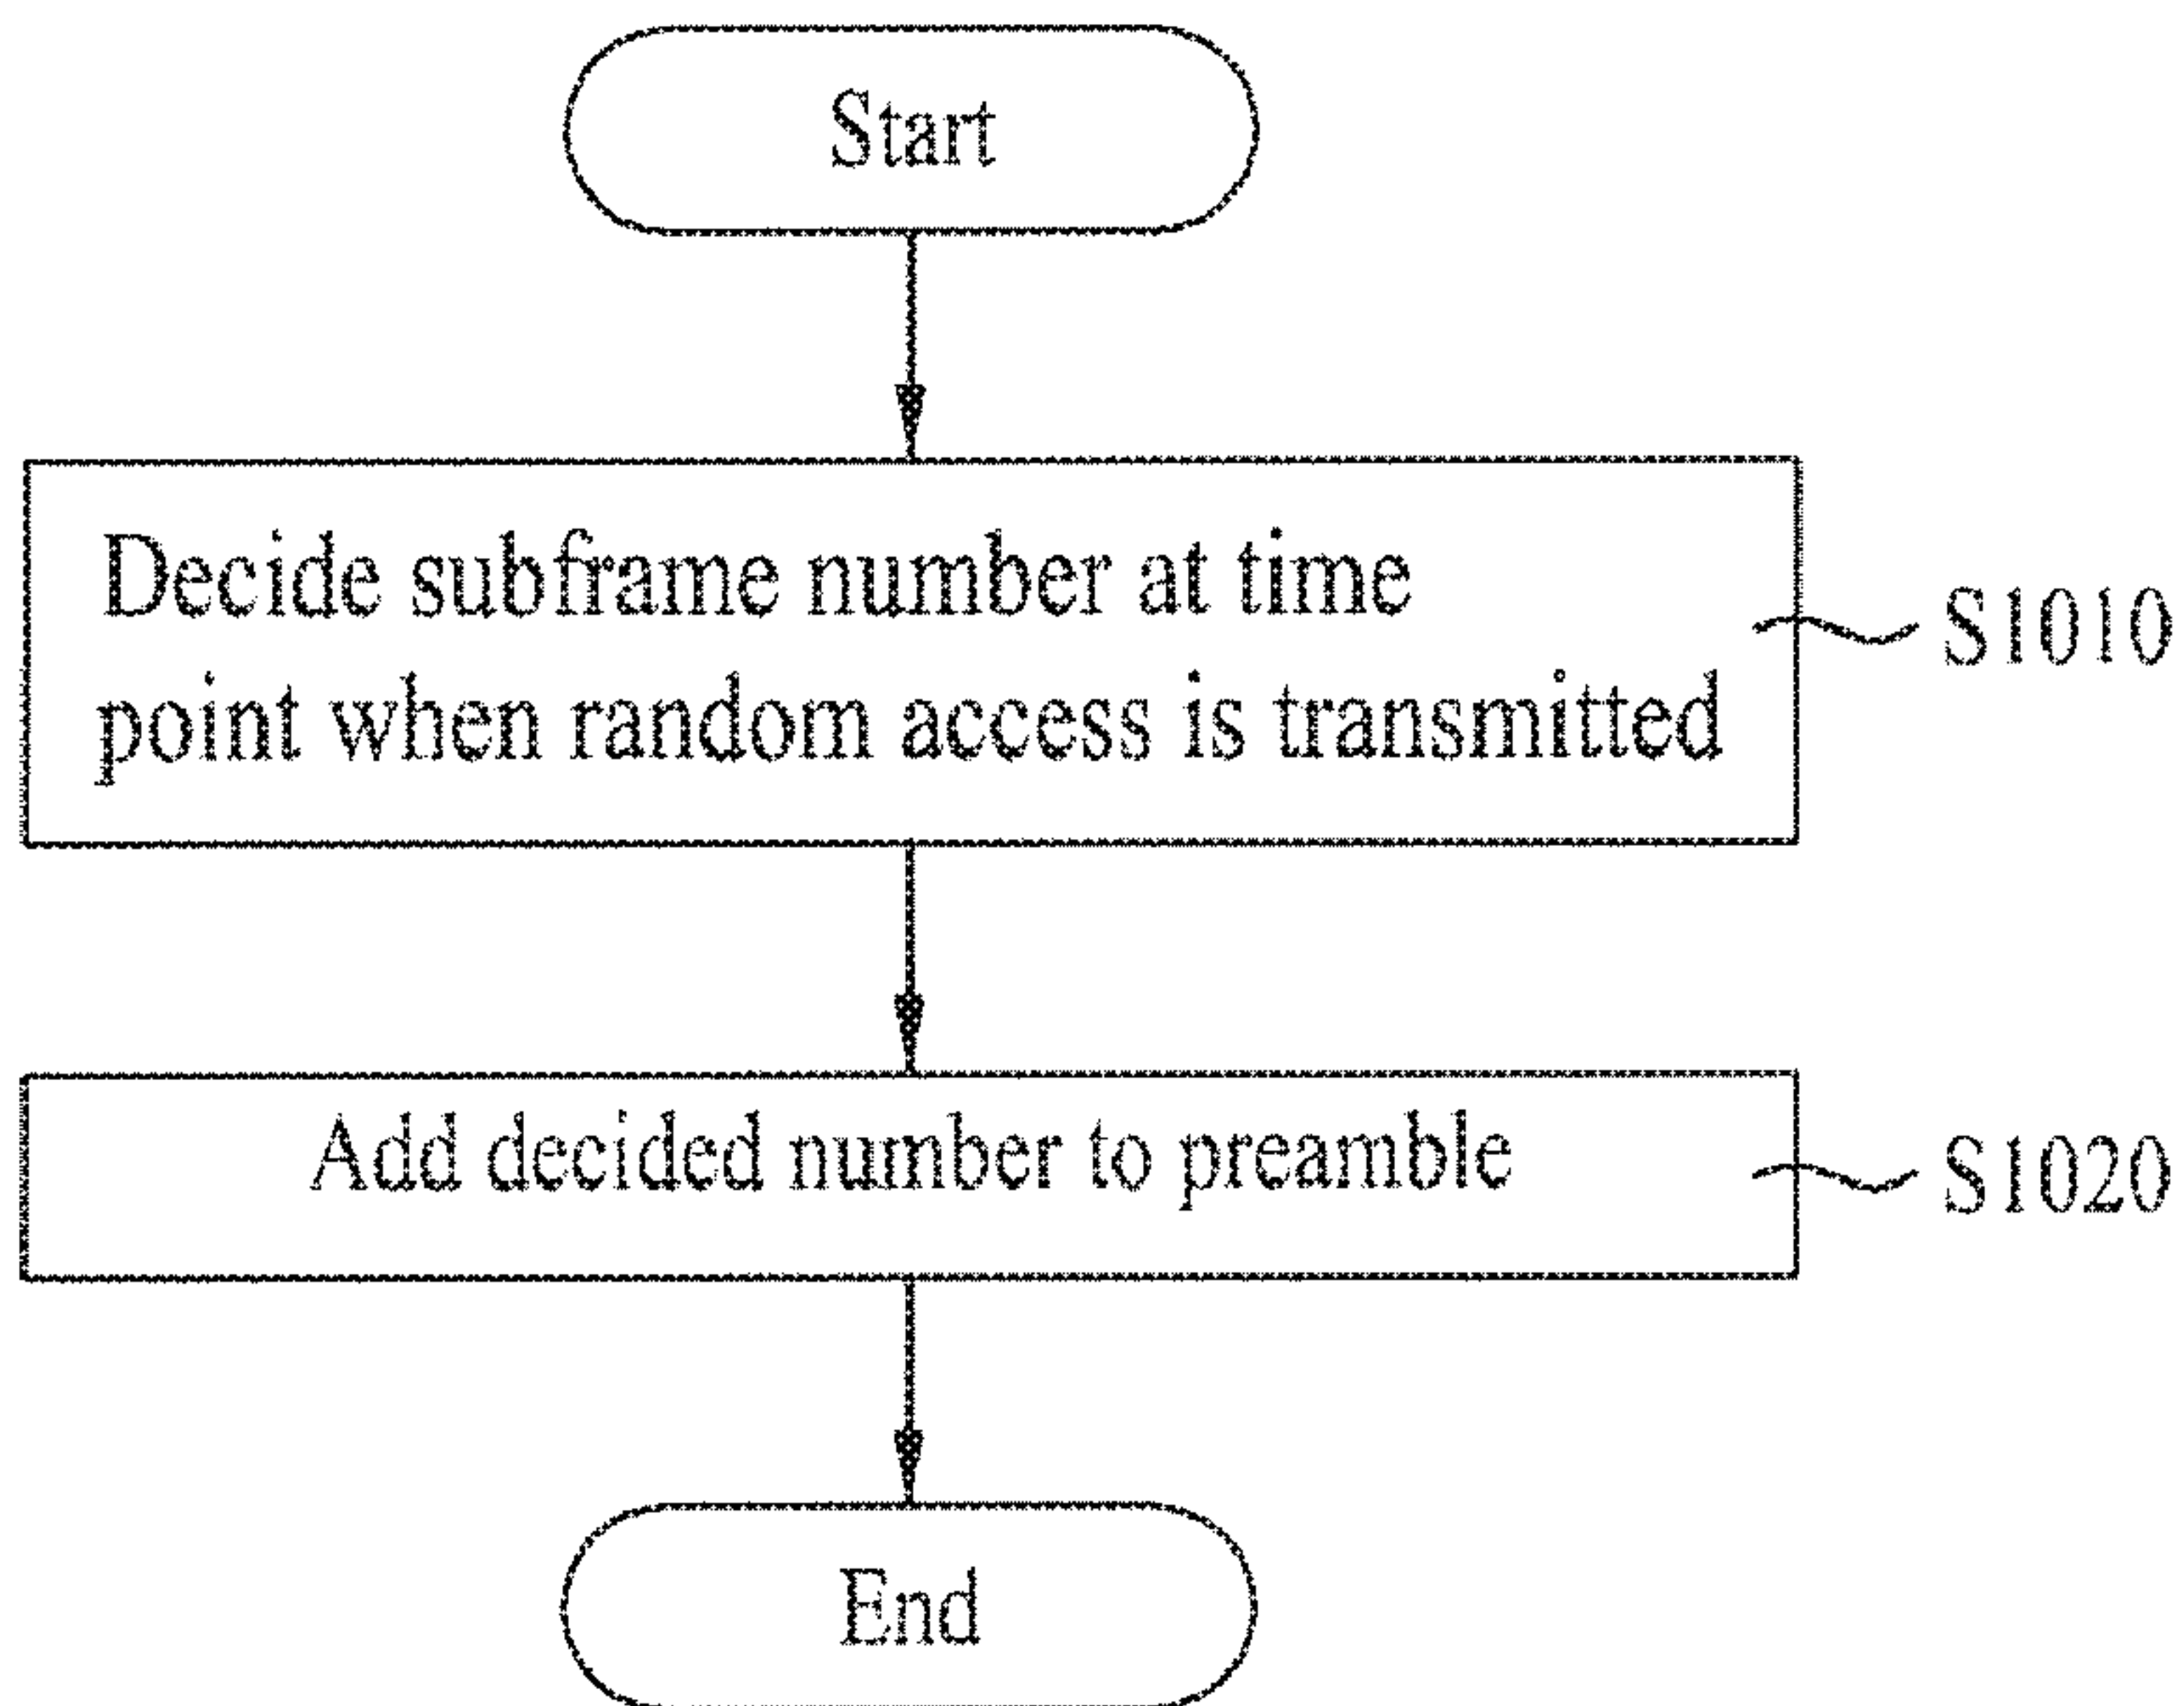 Start
Decide subframe number at time
point when random access is transmitted
S1010
Add decided number to preamble
S1020
End